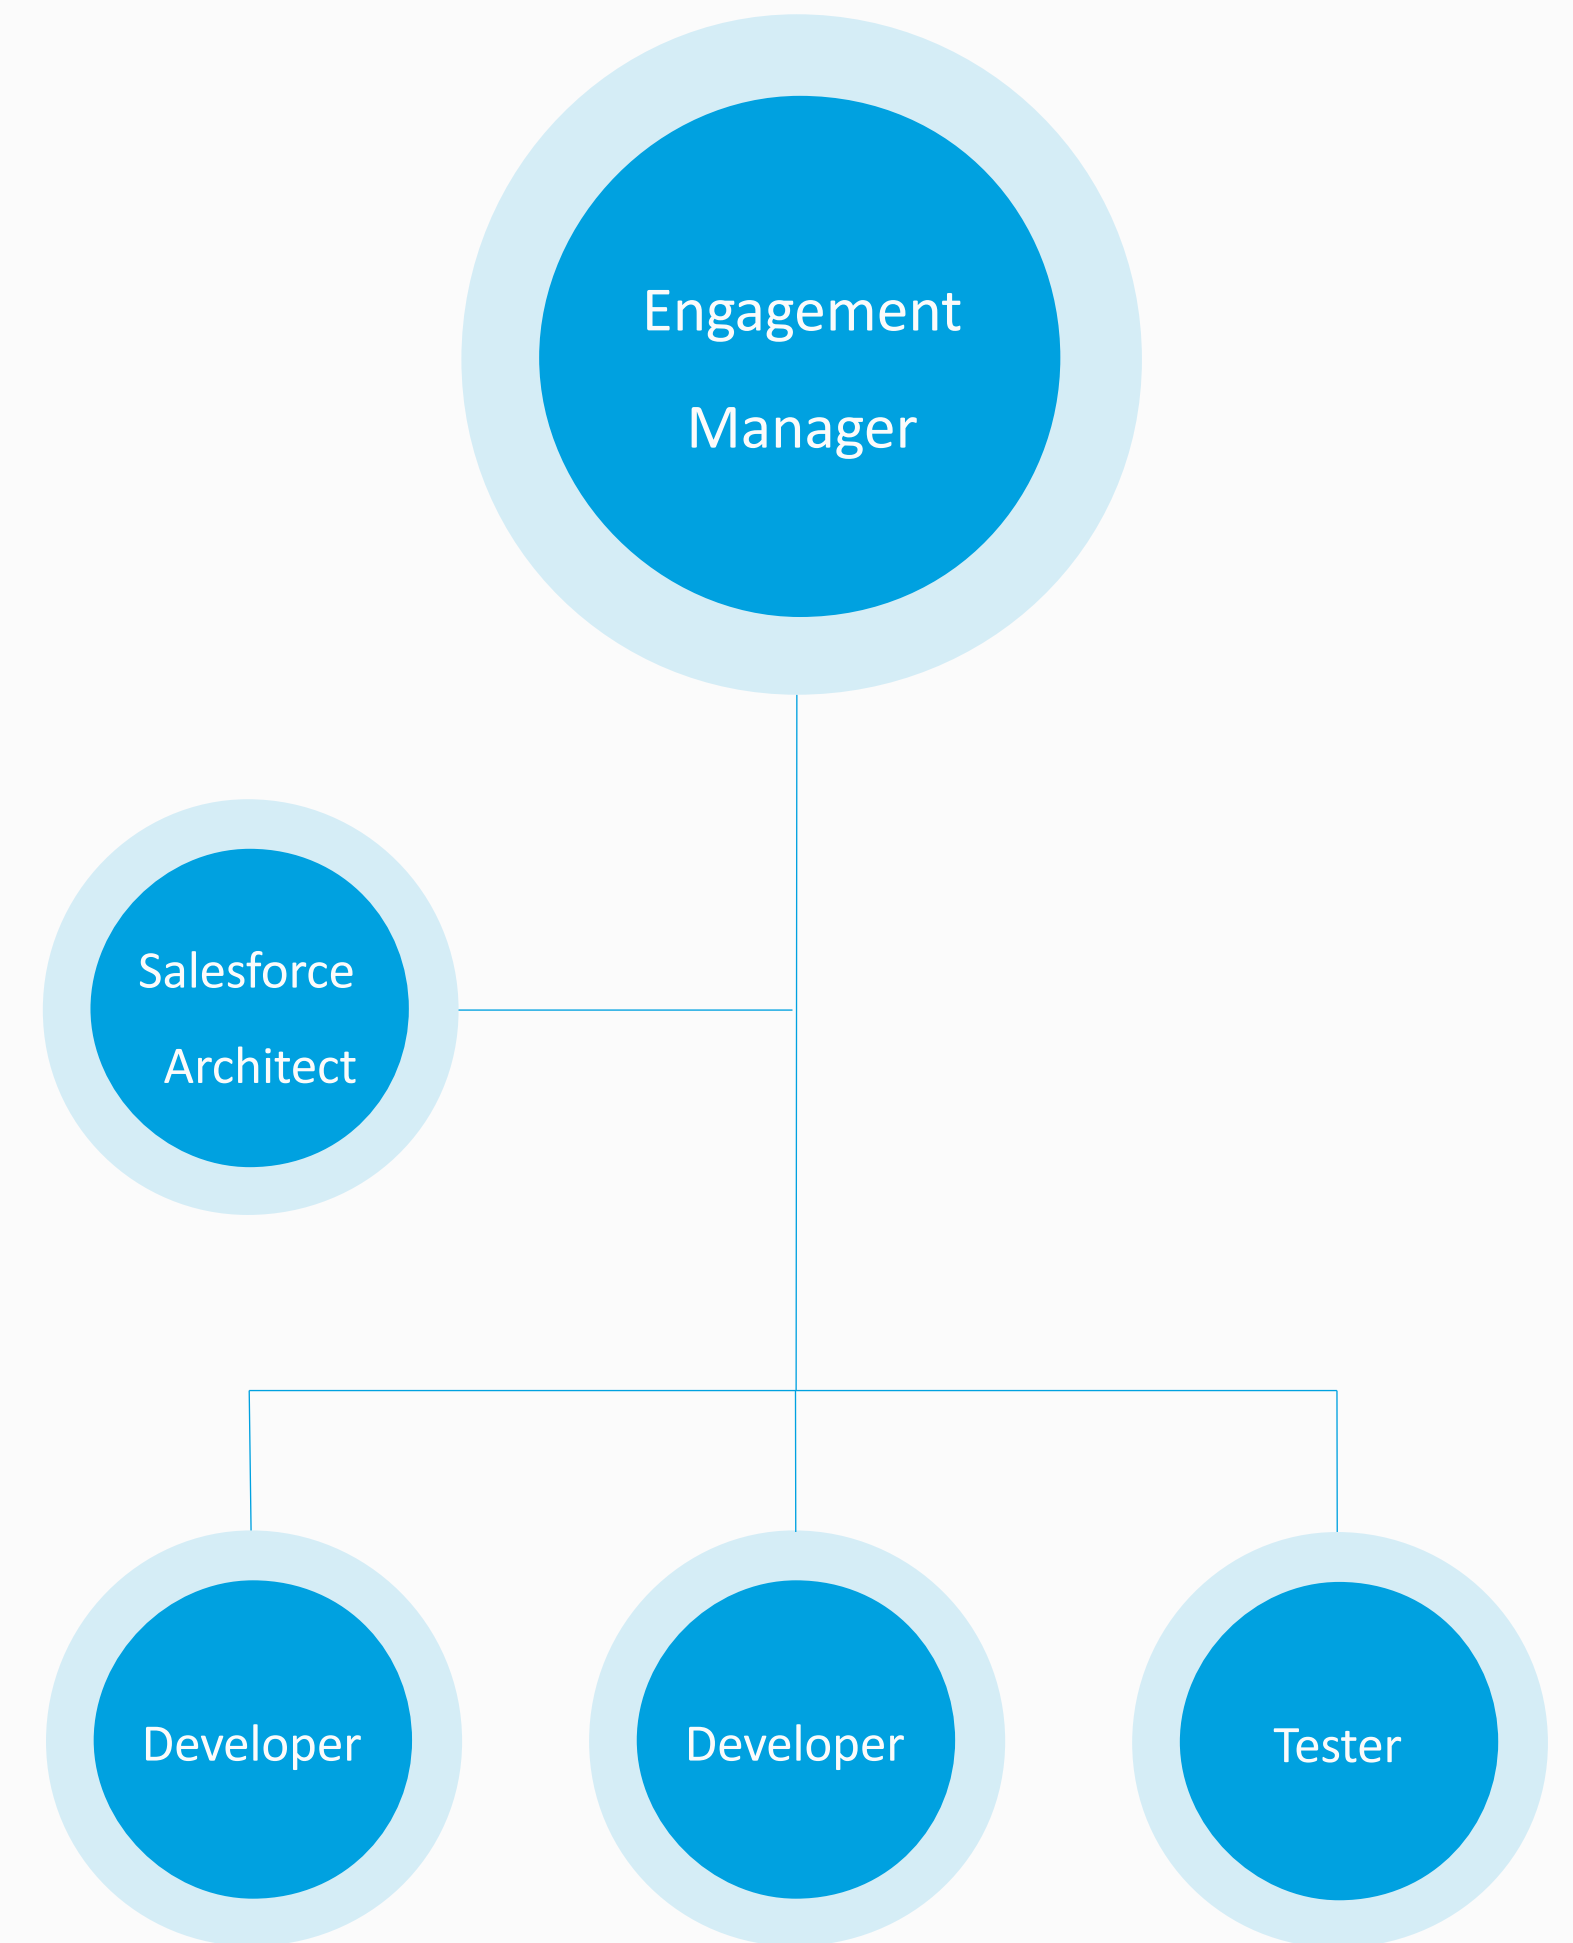 Engagement
Manager
Salesforce
Architect
Developer
Developer
Tester